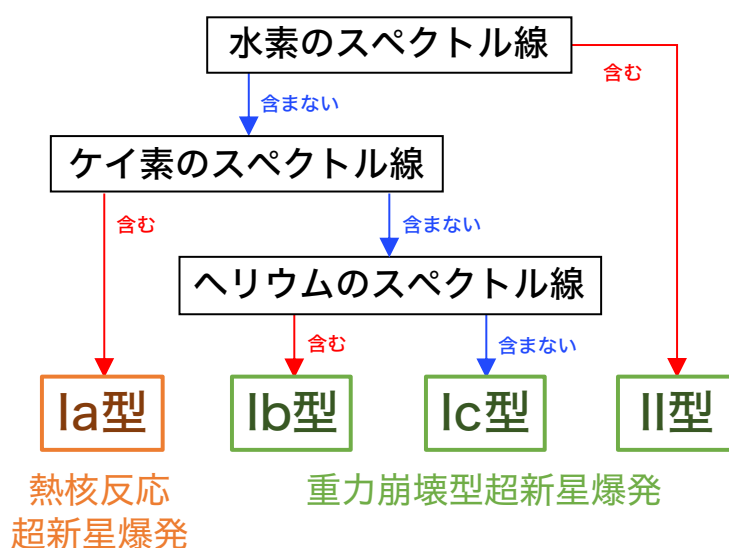 水素のスペクトル線
含む
含まない
ケイ素のスペクトル線
含む
含まない
ヘリウムのスペクトル線
含む
含まない
Ia型
Ib型
Ic型
II型
熱核反応
超新星爆発
重力崩壊型超新星爆発